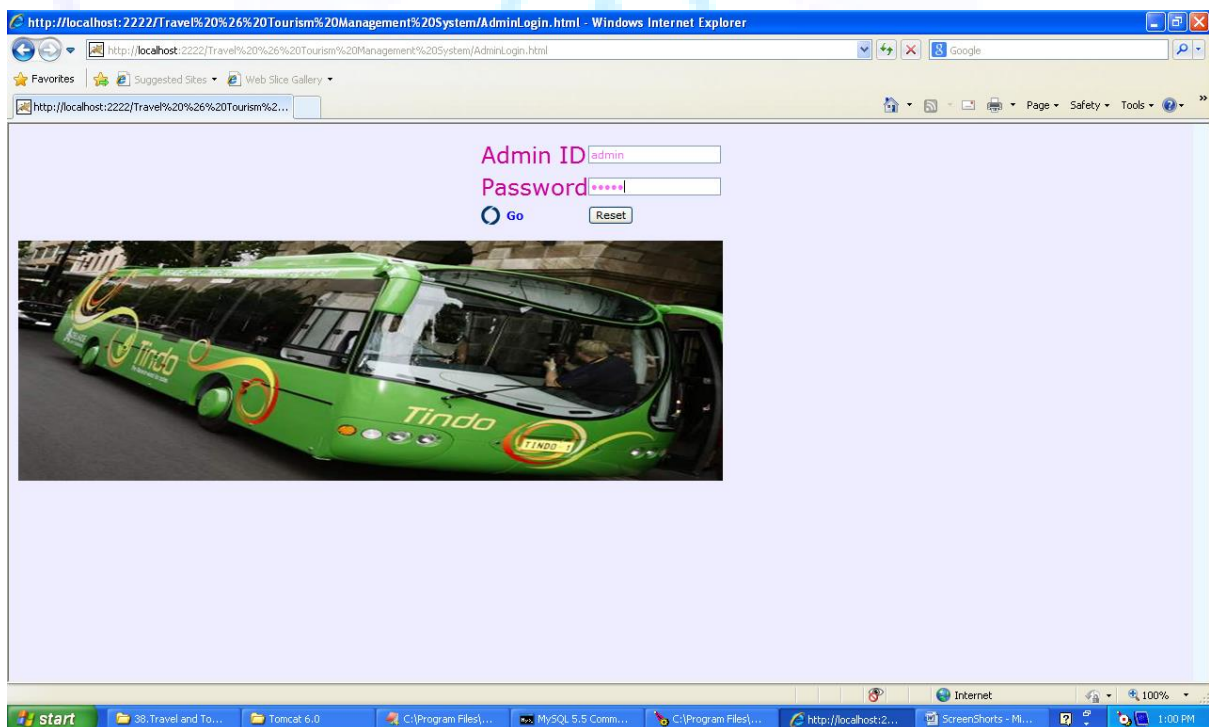 http://localhost:2222/Travel%20%26%20Tourism%20Management%20System/AdminLogin.html - Windows Internet Explorer
http://localhost:2222/Travel%20%26%20Tourism%20Management%20System/AdminLogin.html
Google
Favorites Suggested Sites Web Slice Gallery
http://localhost:2222/Travel%20%26%20Tourism%2... Page Safety Tools
Admin ID admin
Password •••••
Go Reset
Tindo
Tindo
TINDO 1
Internet 100%
start 38.Travel and To... Tomcat 6.0 C:\Program Files\... MySQL 5.5 Comm... C:\Program Files\... http://localhost:2... ScreenShorts - Mi... 1:00 PM